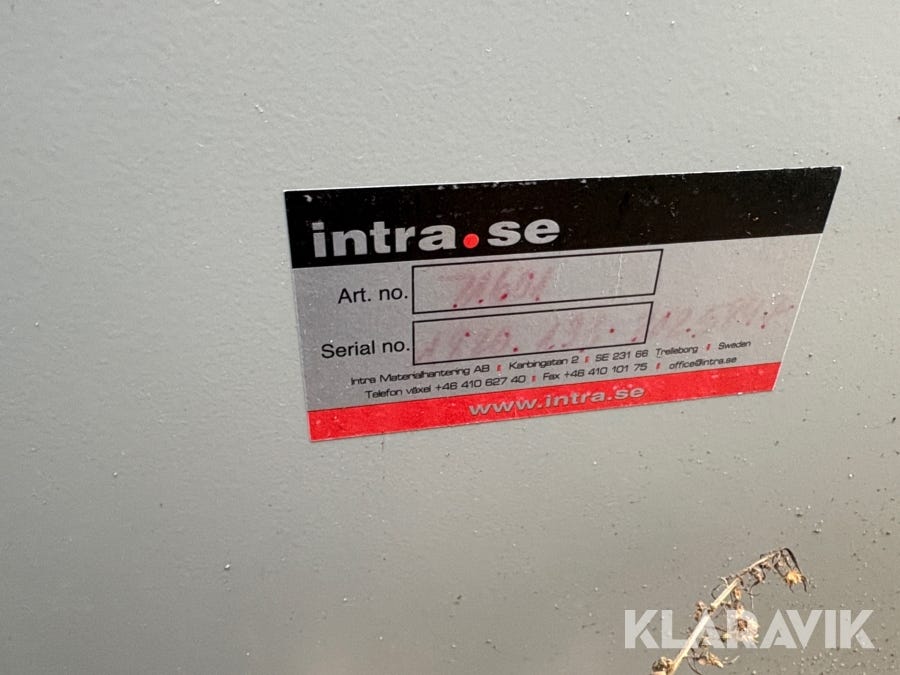 intra.se
Art. no.
Serial no.
Intra Materialhantering AB Karbingatan 2 SE 231 66 Trelleborg Sweden
Telefon växel +46 410 627 40 Fax +46 410 101 75 office@intra.se
www.intra.se
KLARAVIK